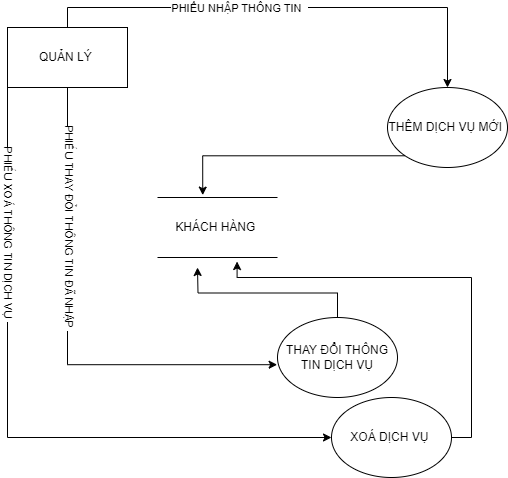 PHIẾU NHẬP THÔNG TIN
QUẢN LÝ
THÊM DỊCH VỤ MỚI
PHIẾU THAY ĐỔI THÔNG TIN ĐÃ NHẬP
PHIẾU XOÁ THÔNG TIN DỊCH VỤ
KHÁCH HÀNG
THAY ĐỔI THÔNG
TIN DỊCH VỤ
XOÁ DỊCH VỤ